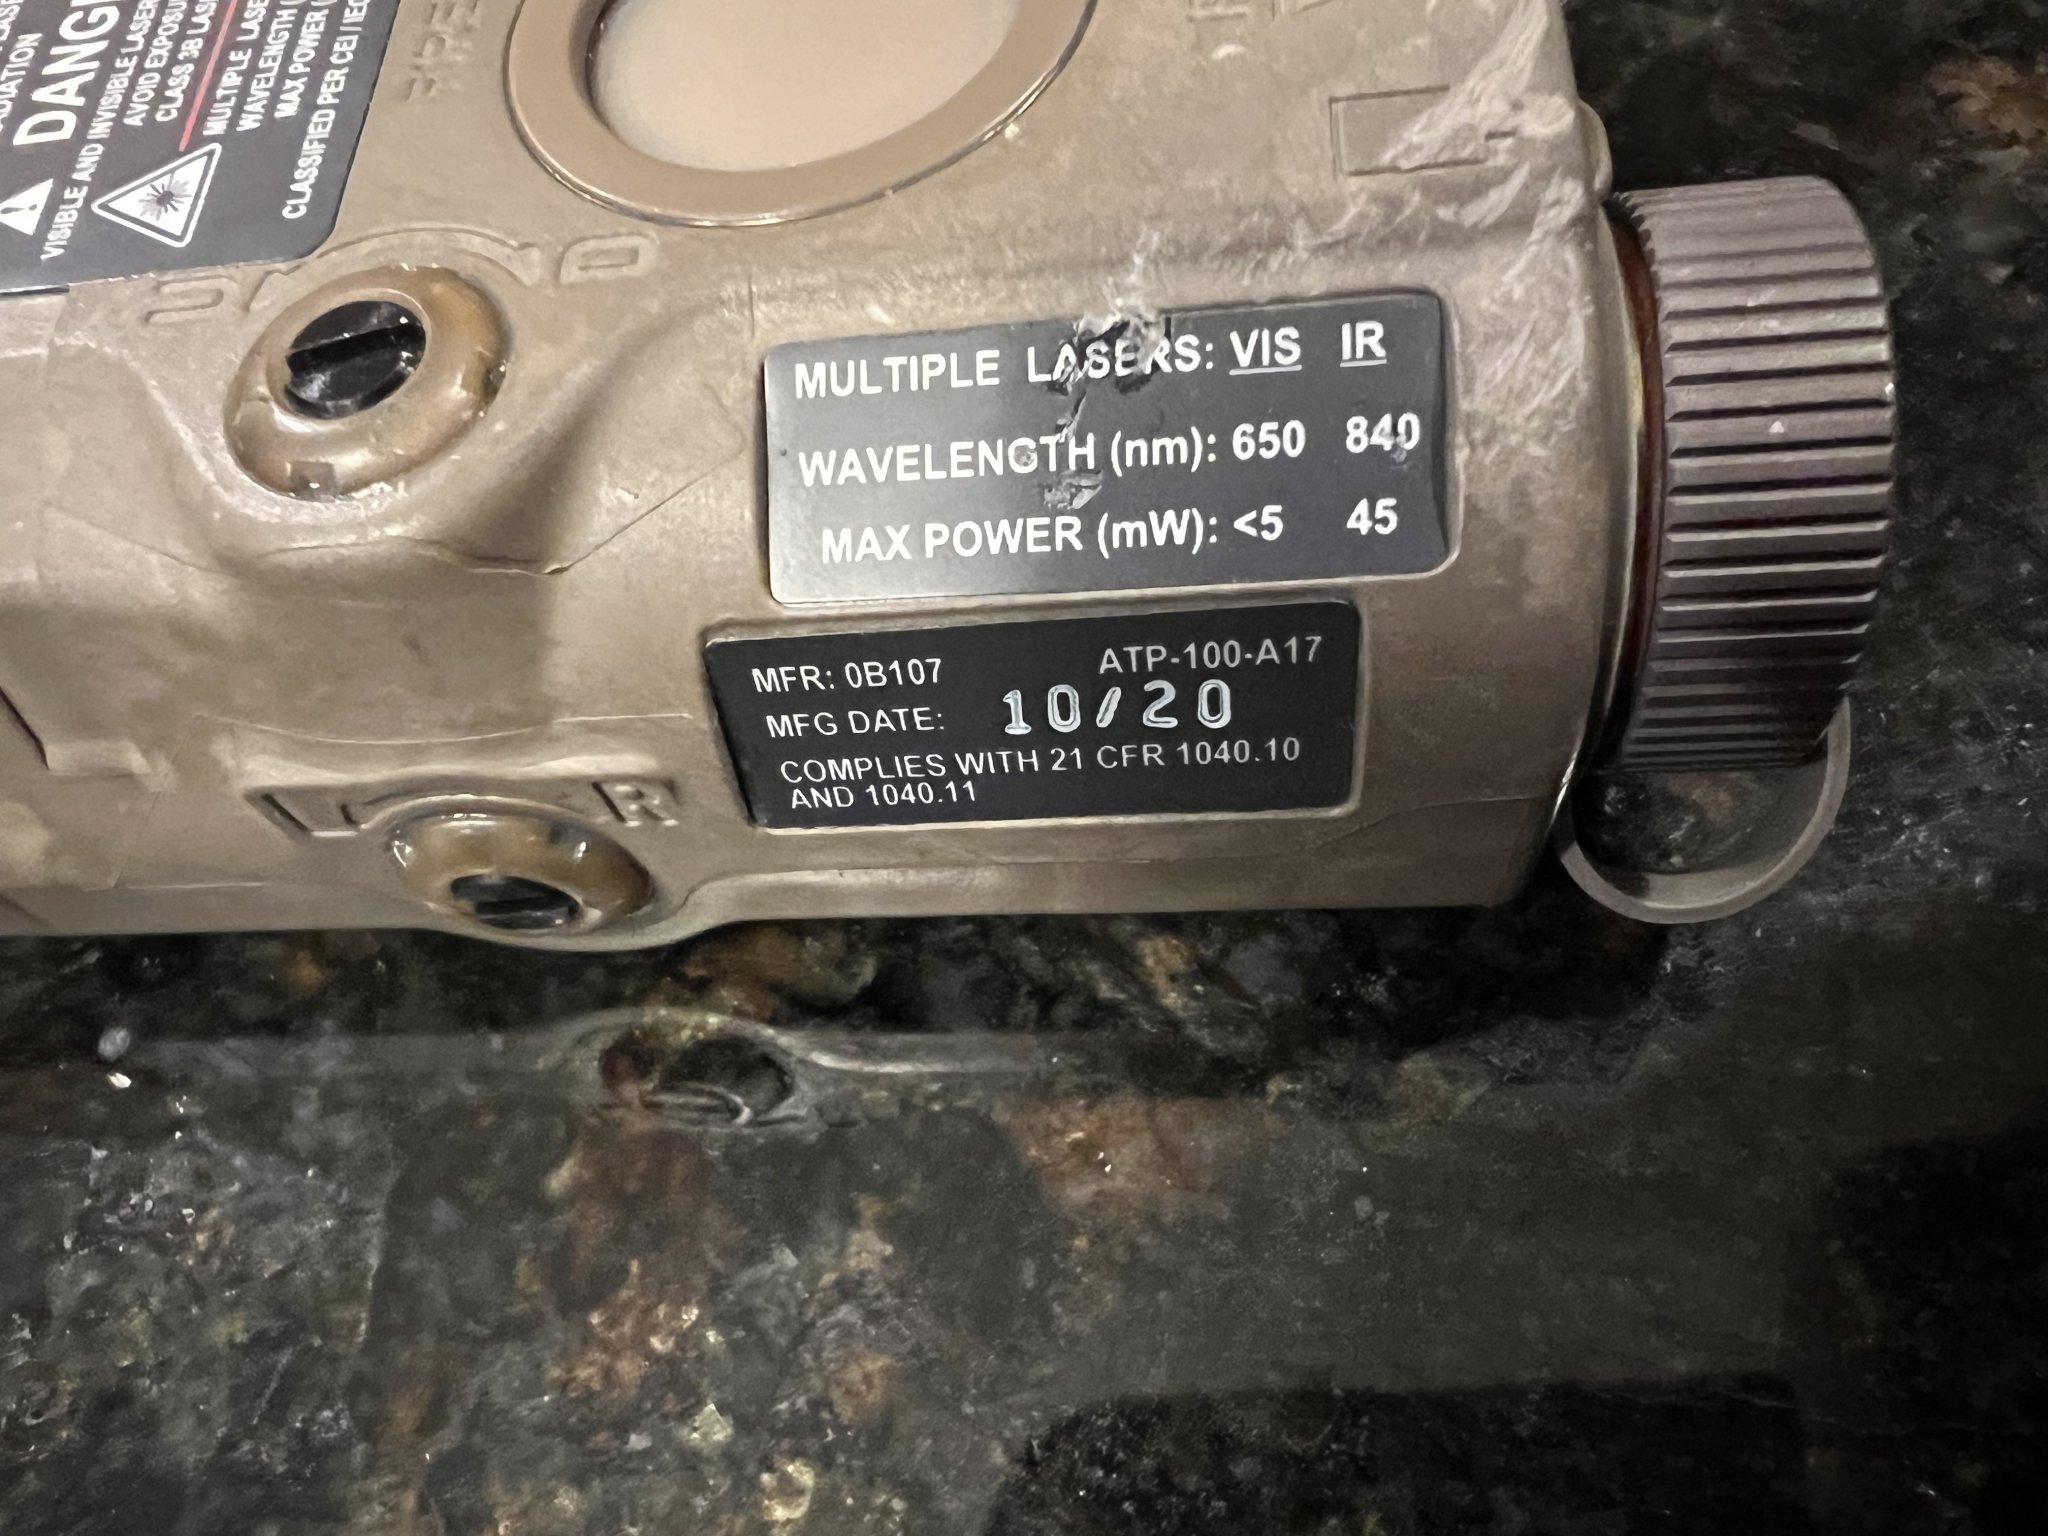 DANGE
VISIBLE AND INVISIBLE LASER
AVOID EXPOSU
CLASS 3B LAS
MULTIPLE LASE
WAVELENGTH (
MAX POWER (
CLASSIFIED PER CEI / IEC
FIRE
U
D
MULTIPLE LASERS: VIS IR
WAVELENGTH (nm): 650 840
MAX POWER (mW): <5 45
MFR: 0B107 ATP-100-A17
MFG DATE: 10/20
COMPLIES WITH 21 CFR 1040.10
AND 1040.11
L R